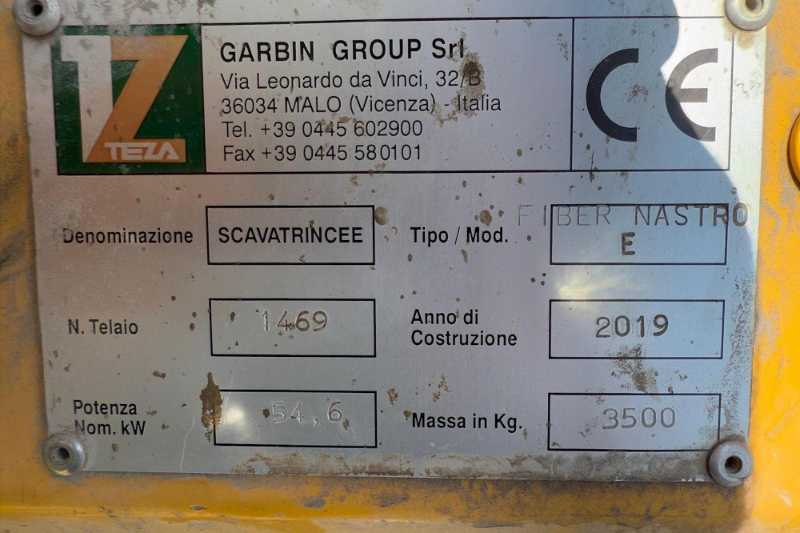 TEZA
GARBIN GROUP Srl
Via Leonardo da Vinci, 32/B
36034 MALO (Vicenza) - Italia
Tel. +39 0445 602900
Fax +39 0445 580101
CE
Denominazione SCAVATRINCEE Tipo / Mod. FIBER NASTRO
E
N. Telaio 1469 Anno di
Costruzione 2019
Potenza
Nom. kW 54,6 Massa in Kg. 3500